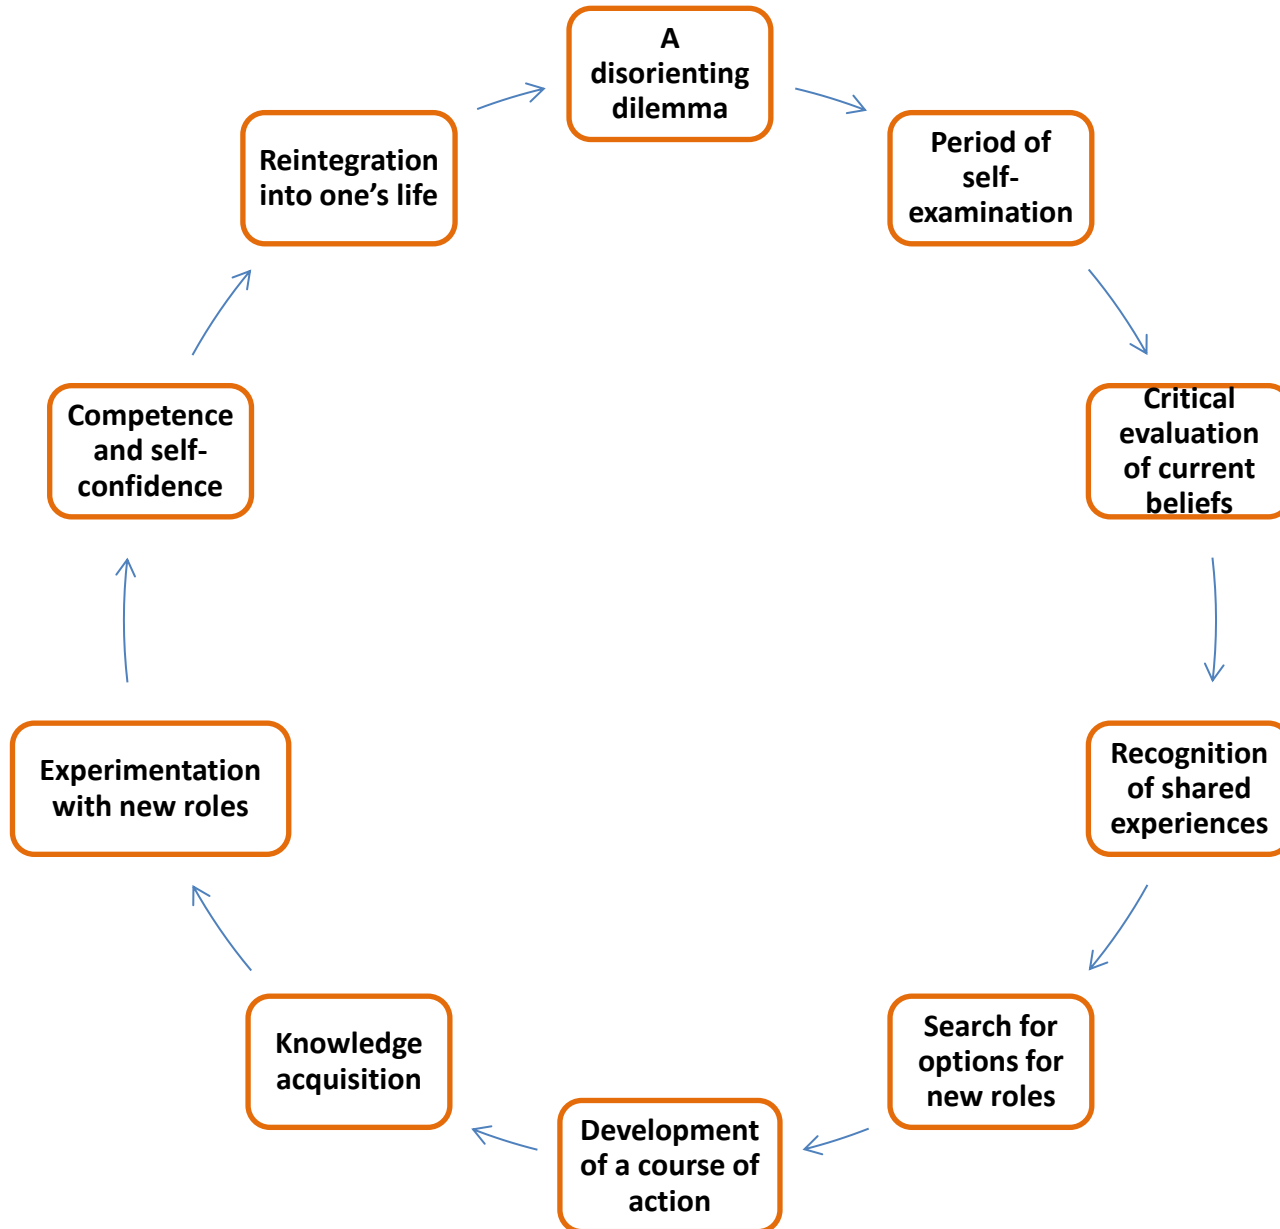 A
disorienting
dilemma
Period of
self-
examination
Critical
evaluation
of current
beliefs
Recognition
of shared
experiences
Search for
options for
new roles
Development
of a course of
action
Knowledge
acquisition
Experimentation
with new roles
Competence
and self-
confidence
Reintegration
into one’s life